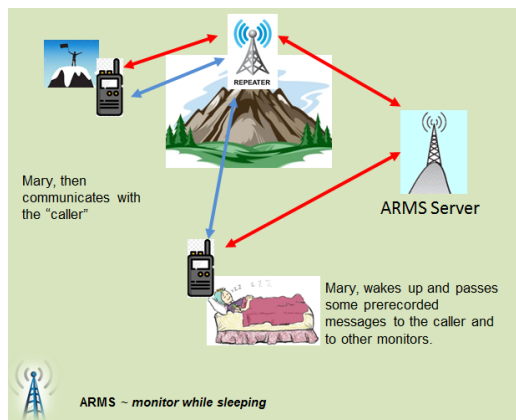 REPEATER
Mary, then
communicates with
the “caller”
ARMS Server
Mary, wakes up and passes
some prerecorded
messages to the caller and
to other monitors.
ARMS ~ monitor while sleeping